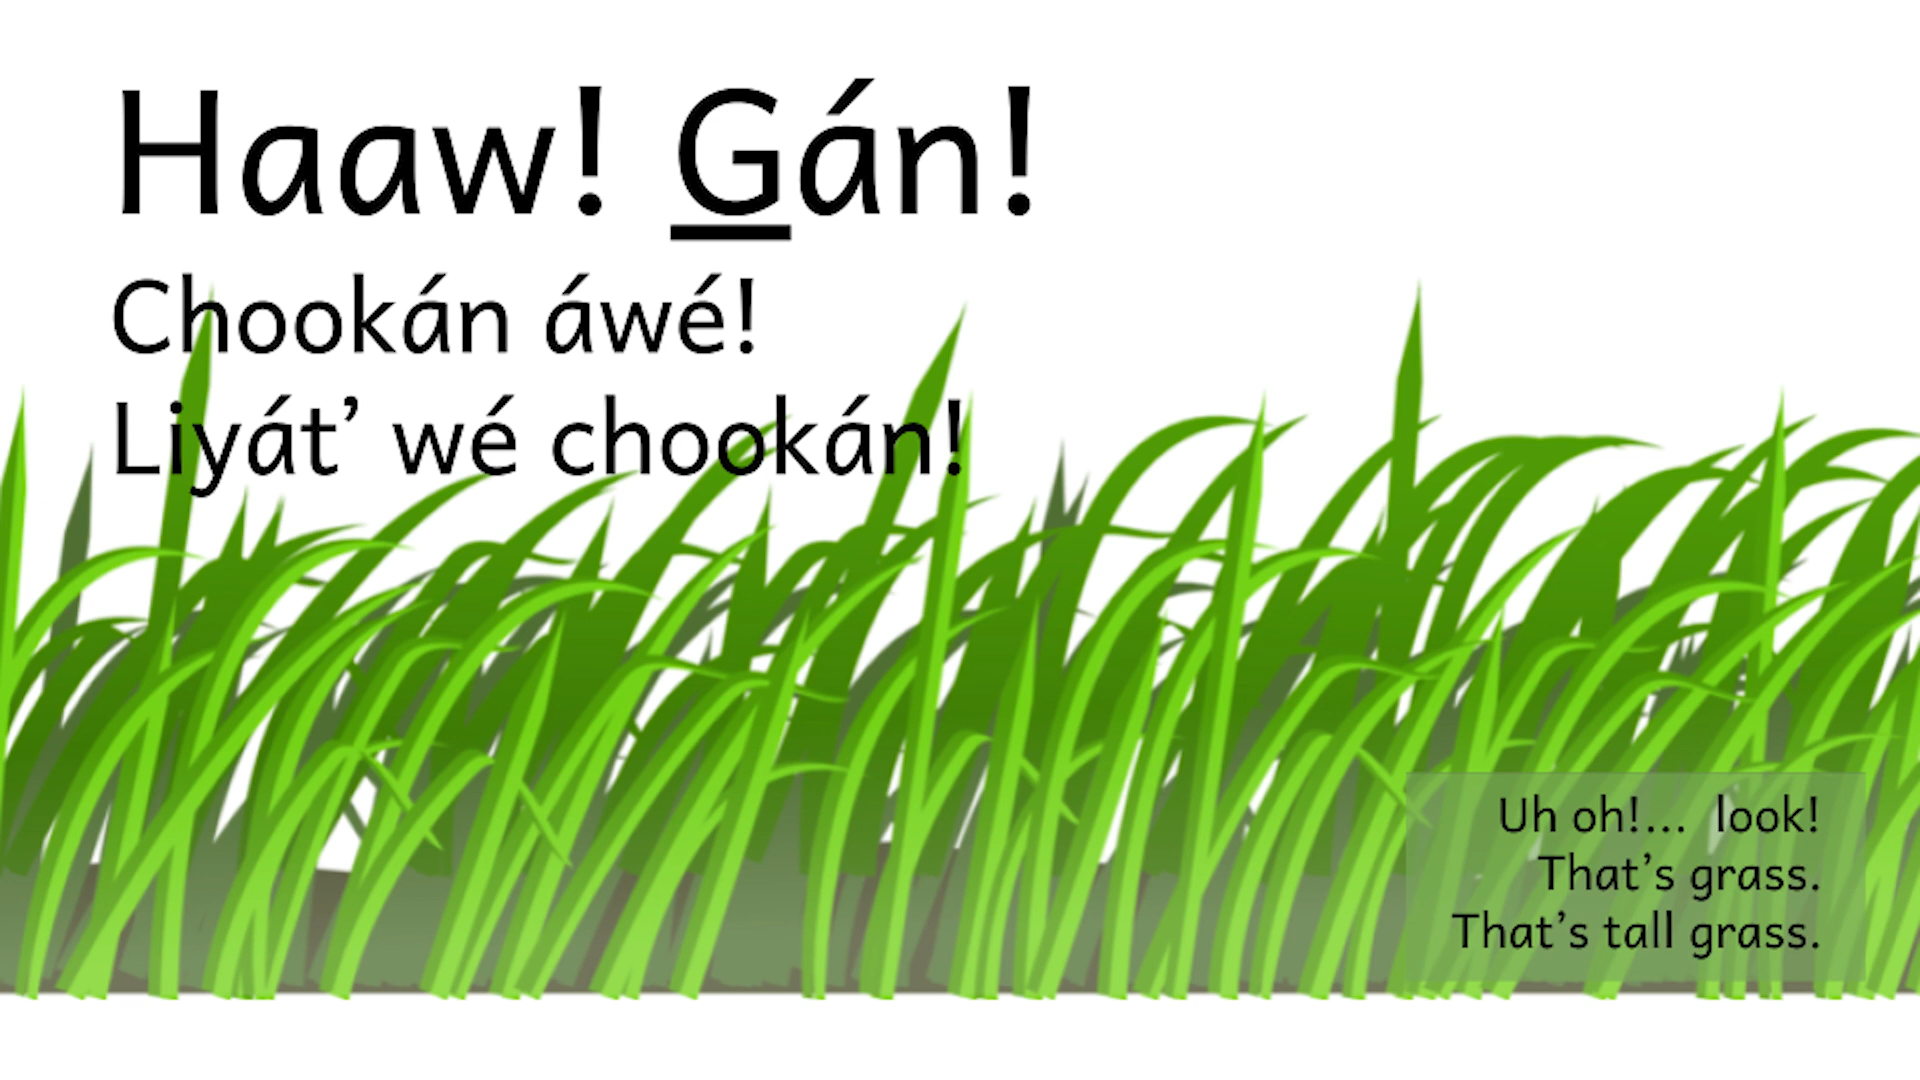 Haaw! G̱án!
Chookán áwé!
Liyát’ wé chookán!
Uh oh!... look!
That’s grass.
That’s tall grass.